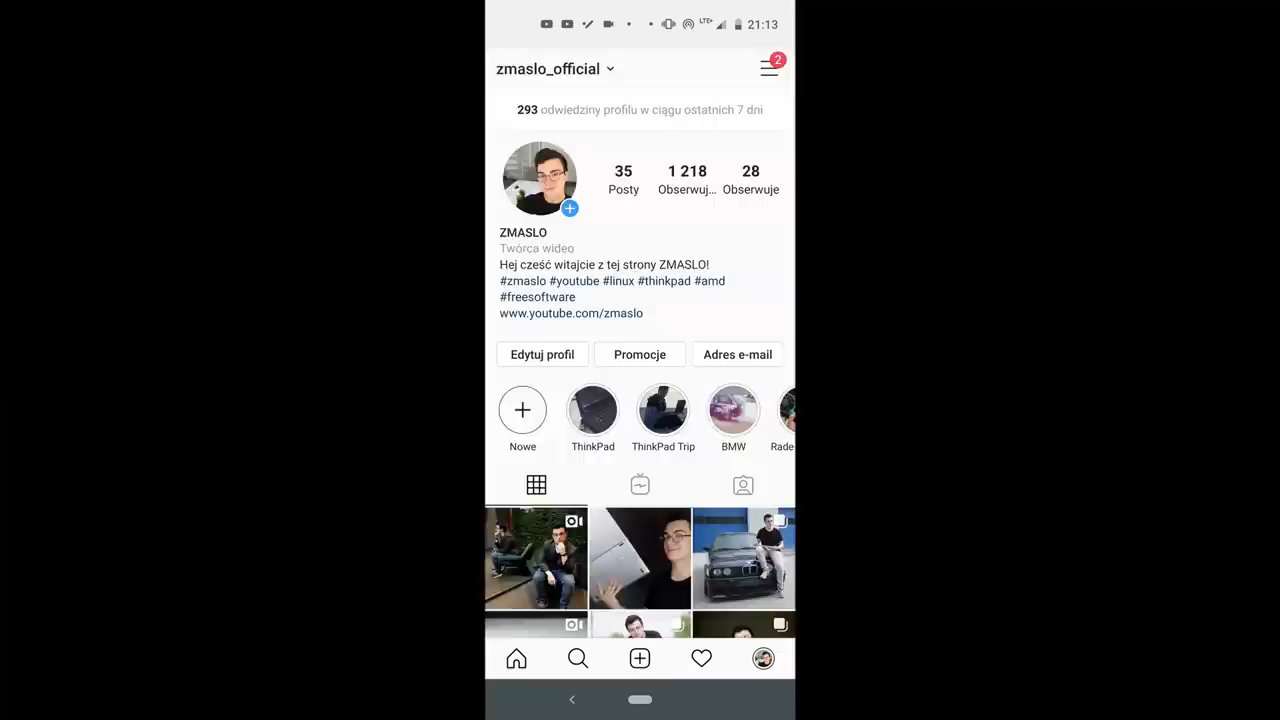 LTE+ 21:13
zmaslo_official
2
293 odwiedziny profilu w ciągu ostatnich 7 dni
35 1 218 28
Posty Obserwuj... Obserwuje
ZMASLO
Twórca wideo
Hej cześć witajcie z tej strony ZMASLO!
#zmaslo #youtube #linux #thinkpad #amd
#freesoftware
www.youtube.com/zmaslo
Edytuj profil Promocje Adres e-mail
Nowe ThinkPad ThinkPad Trip BMW Rade